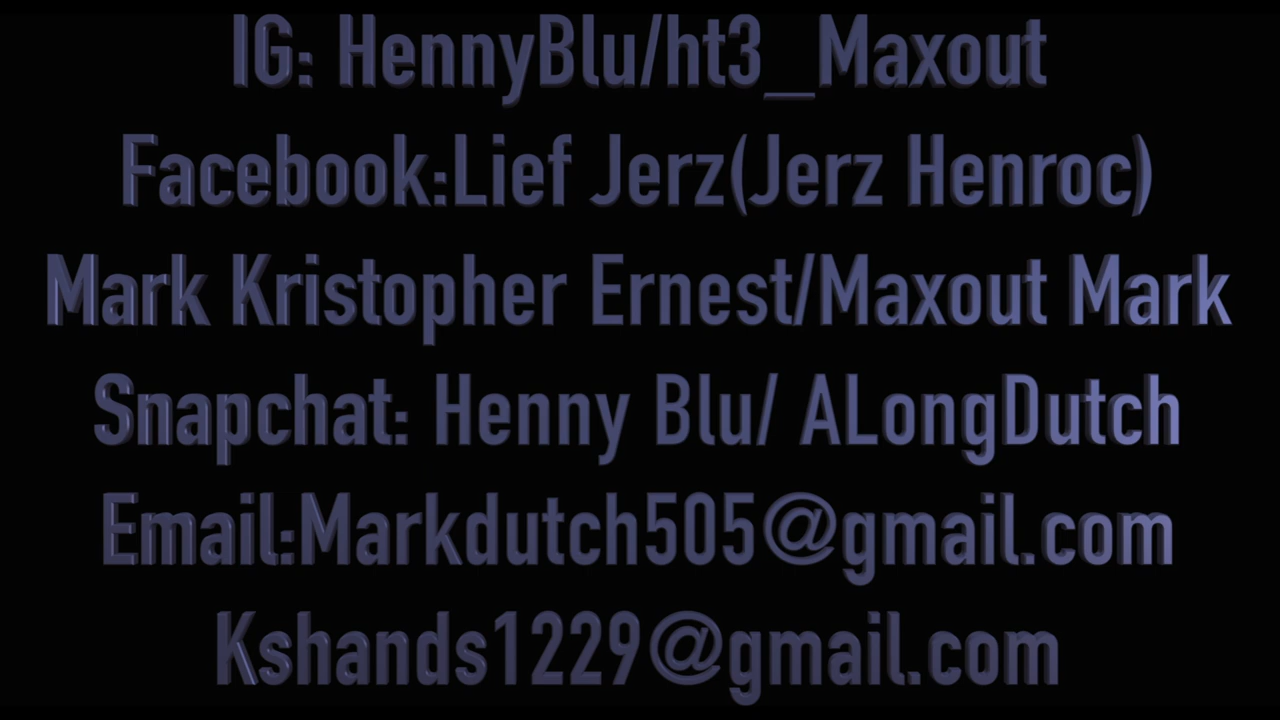 IG: HennyBlu/ht3_Maxout
Facebook:Lief Jerz(Jerz Henroc)
Mark Kristopher Ernest/Maxout Mark
Snapchat: Henny Blu/ ALongDutch
Email:Markdutch505@gmail.com
Kshands1229@gmail.com